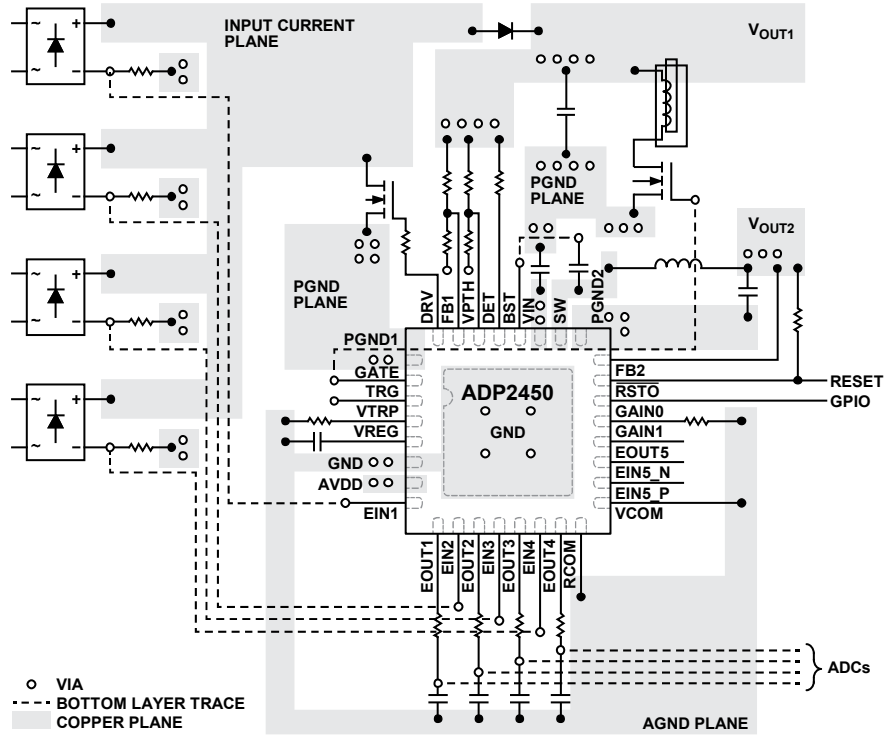 INPUT CURRENT
PLANE
VOUT1
~ +
~ −
~ +
~ −
~ +
~ −
~ +
~ −
PGND
PLANE
VOUT2
PGND
PLANE
DRV
FB1
VPTH
DET
BST
VIN
SW
PGND2
PGND1
GATE
TRG
VTRP
VREG
GND
AVDD
EIN1
ADP2450
GND
FB2
RSTO
GAIN0
GAIN1
EOUT5
EIN5_N
EIN5_P
VCOM
RESET
GPIO
EOUT1
EIN2
EOUT2
EIN3
EOUT3
EIN4
EOUT4
RCOM
ADCs
VIA
BOTTOM LAYER TRACE
COPPER PLANE
AGND PLANE